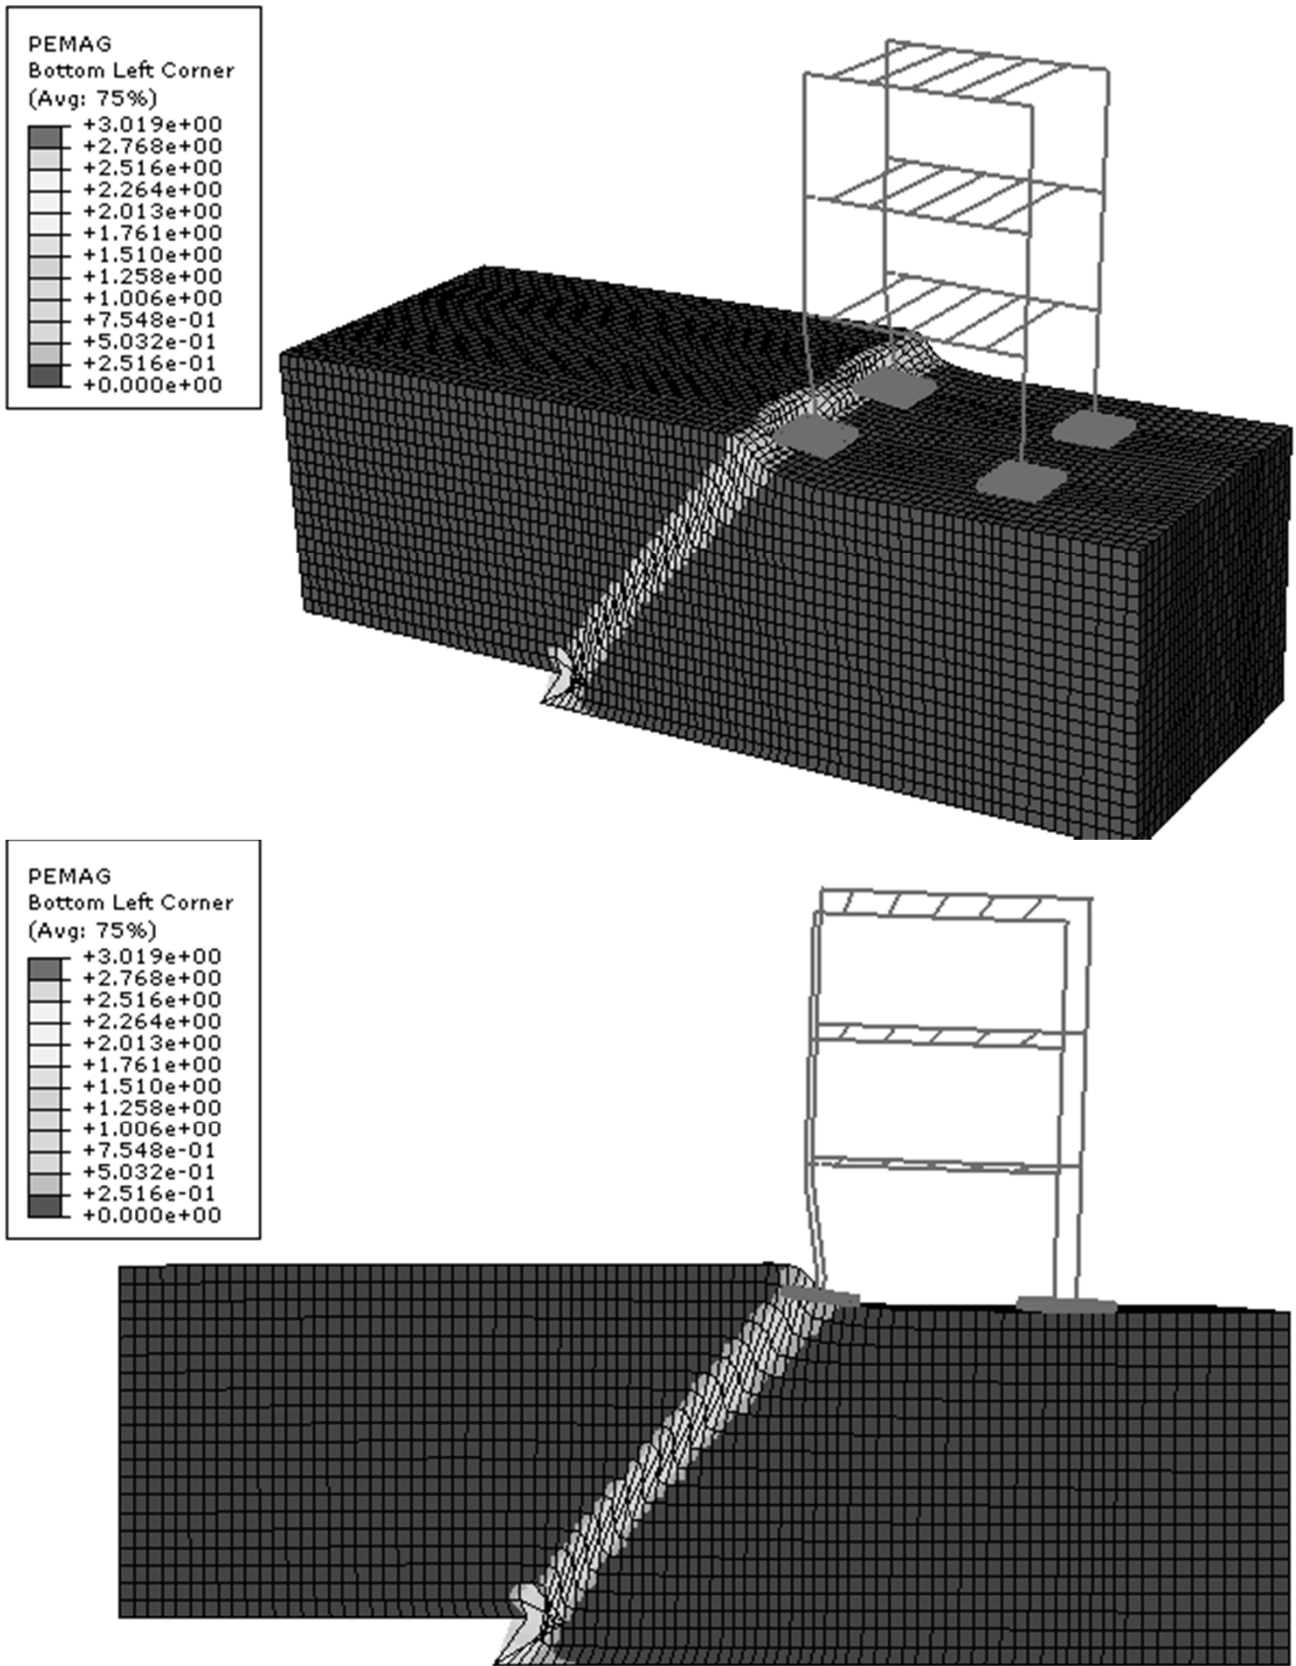 PEMAG
Bottom Left Corner
(Avg: 75%)
+3.019e+00
+2.768e+00
+2.516e+00
+2.264e+00
+2.013e+00
+1.761e+00
+1.510e+00
+1.258e+00
+1.006e+00
+7.548e-01
+5.032e-01
+2.516e-01
+0.000e+00
PEMAG
Bottom Left Corner
(Avg: 75%)
+3.019e+00
+2.768e+00
+2.516e+00
+2.264e+00
+2.013e+00
+1.761e+00
+1.510e+00
+1.258e+00
+1.006e+00
+7.548e-01
+5.032e-01
+2.516e-01
+0.000e+00